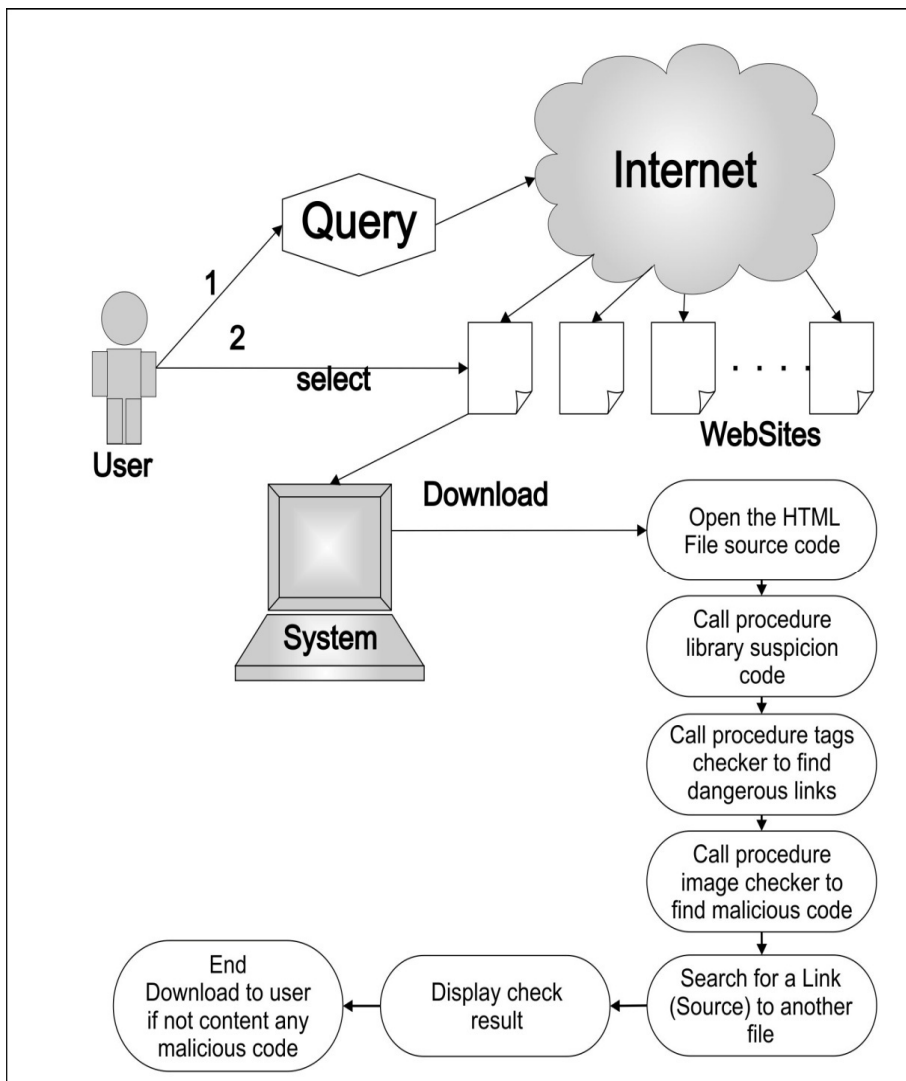 Internet
Query
1
2
select
User
. . . .
WebSites
Download
System
Open the HTML
File source code
Call procedure
library suspicion
code
Call procedure tags
checker to find
dangerous links
Call procedure
image checker to
find malicious code
Search for a Link
(Source) to another
file
Display check
result
End
Download to user
if not content any
malicious code